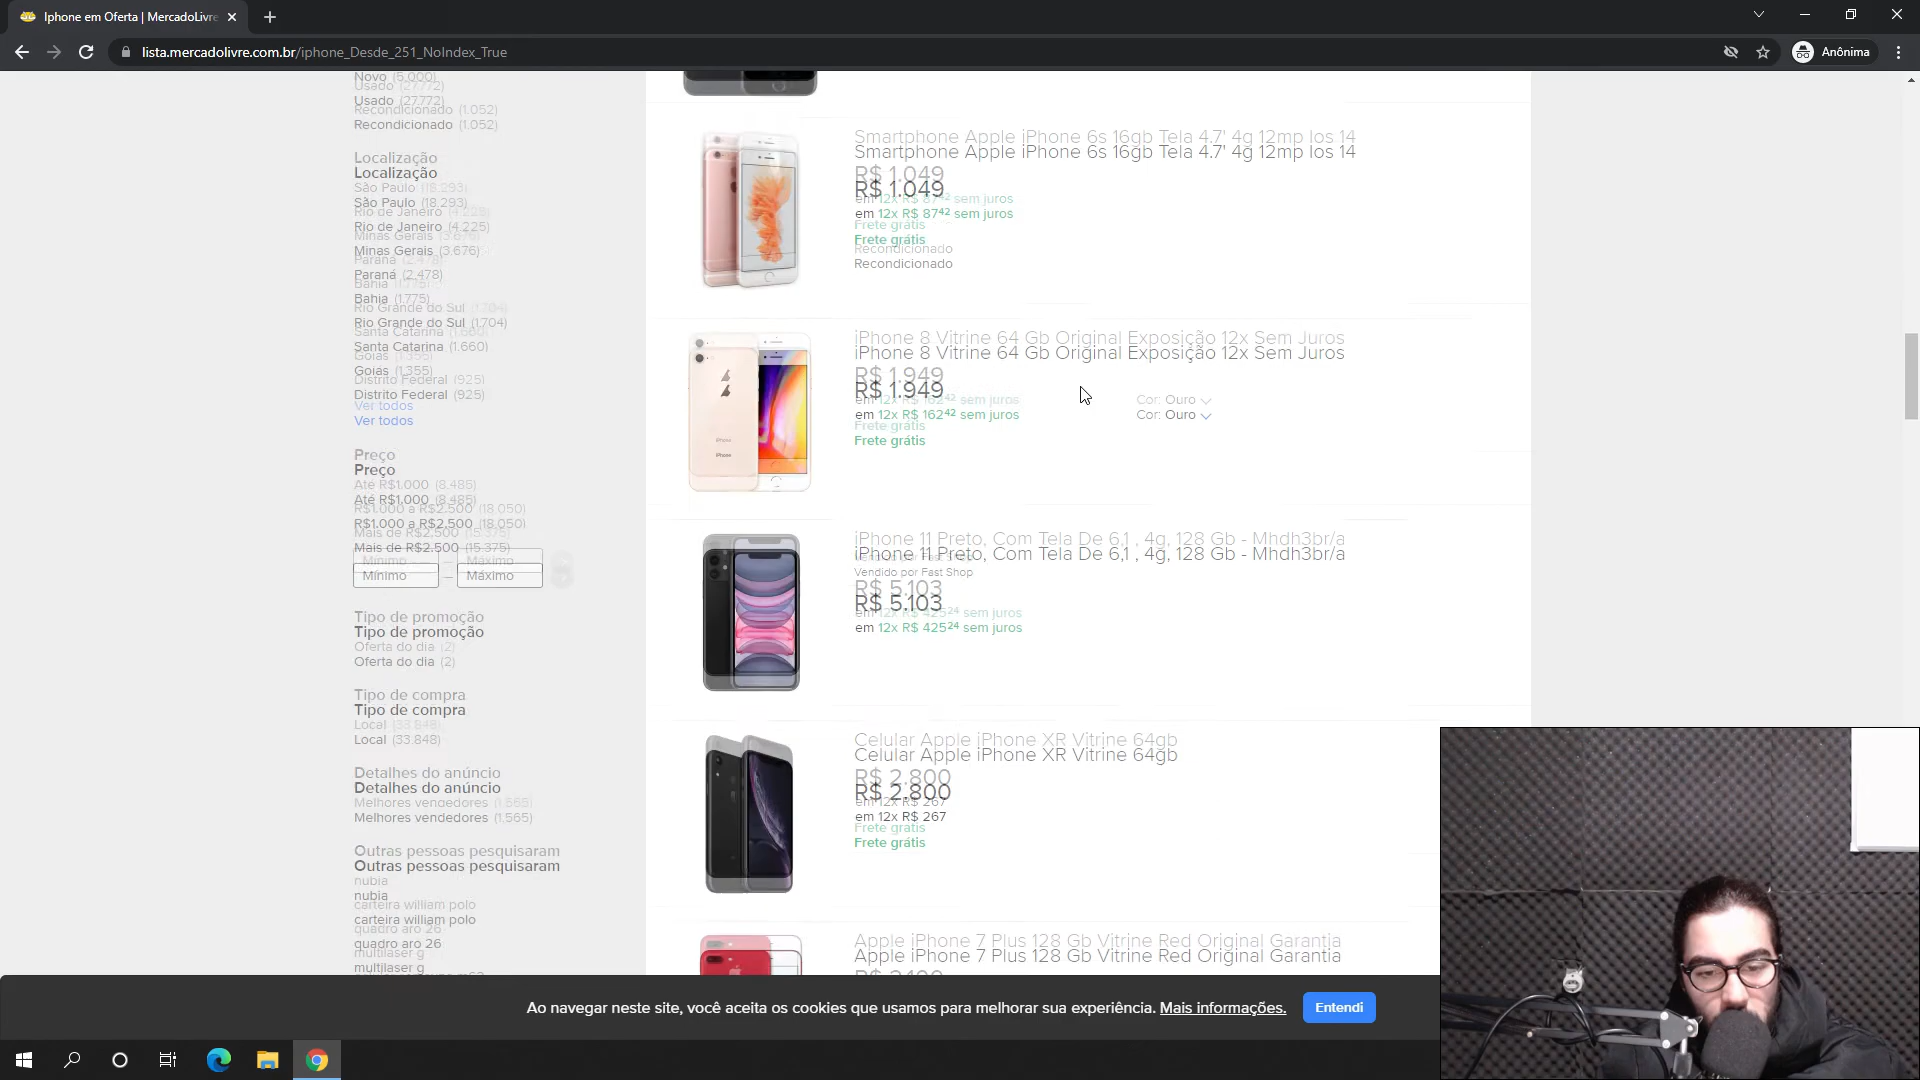 Iphone em Oferta | MercadoLivre
lista.mercadolivre.com.br/iphone_Desde_251_NoIndex_True
Anônima
Novo (5.000)
Usado (27.772)
Recondicionado (1.052)
Localização
São Paulo (18.293)
Rio de Janeiro (4.225)
Minas Gerais (3.676)
Paraná (2.478)
Bahia (1.775)
Rio Grande do Sul (1.704)
Santa Catarina (1.660)
Goías (1.355)
Distrito Federal (925)
Ver todos
Preço
Até R$1.000 (8.485)
R$1.000 a R$2.500 (18.050)
Mais de R$2.500 (15.375)
Mínimo — Máximo
Tipo de promoção
Oferta do dia (2)
Tipo de compra
Local (33.848)
Detalhes do anúncio
Melhores vendedores (1.565)
Outras pessoas pesquisaram
nubia
carteira william polo
quadro aro 26
multilaser g
Smartphone Apple iPhone 6s 16gb Tela 4.7' 4g 12mp Ios 14
R$ 1.049
em 12x R$ 87⁴² sem juros
Frete grátis
Recondicionado
iPhone 8 Vitrine 64 Gb Original Exposição 12x Sem Juros
R$ 1.949
em 12x R$ 162⁴² sem juros
Cor: Ouro
Frete grátis
iPhone 11 Preto, Com Tela De 6,1 , 4g, 128 Gb - Mhdh3br/a
Vendido por Fast Shop
R$ 5.103
em 12x R$ 425²⁴ sem juros
Celular Apple iPhone XR Vitrine 64gb
R$ 2.800
em 12x R$ 267
Frete grátis
Apple iPhone 7 Plus 128 Gb Vitrine Red Original Garantia
Ao navegar neste site, você aceita os cookies que usamos para melhorar sua experiência. Mais informações.
Entendi